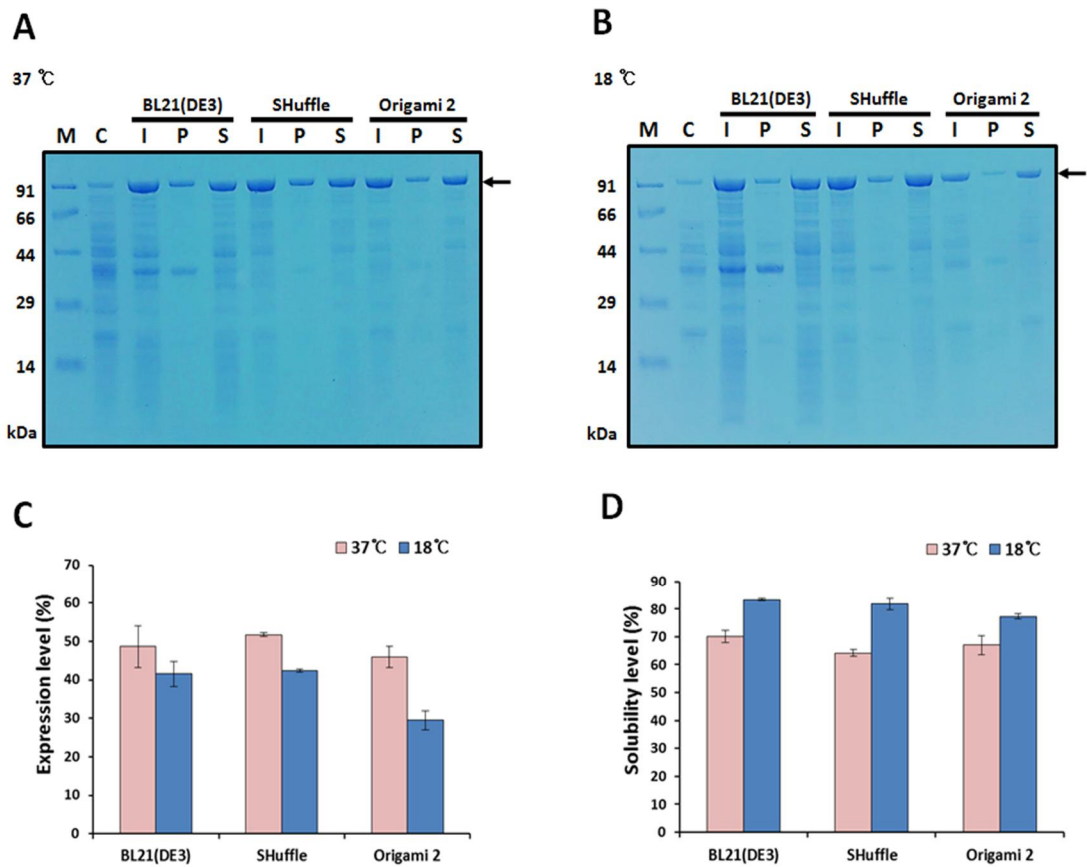 A
37 ℃
BL21(DE3) SHuffle Origami 2
M C I P S I P S I P S
91
66
44
29
14
kDa
B
18 ℃
BL21(DE3) SHuffle Origami 2
M C I P S I P S I P S
91
66
44
29
14
kDa
C
37℃ 18℃
Expression level (%)
70
60
50
40
30
20
10
0
BL21(DE3) SHuffle Origami 2
D
37℃ 18℃
Solubility level (%)
90
80
70
60
50
40
30
20
10
0
BL21(DE3) SHuffle Origami 2